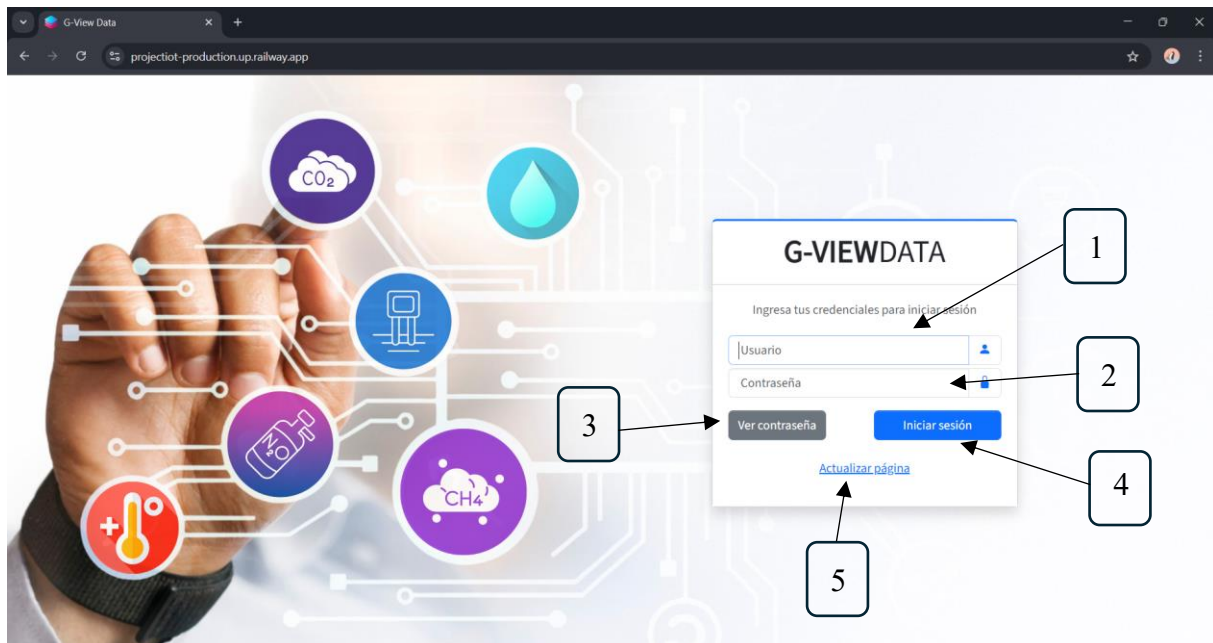 G-View Data
projectiot-production.up.railway.app
CO₂
G-VIEWDATA
1
Ingresa tus credenciales para iniciar sesión
Usuario
Contraseña
2
3
Ver contraseña
Iniciar sesión
Actualizar página
4
N₂O
CH₄
5